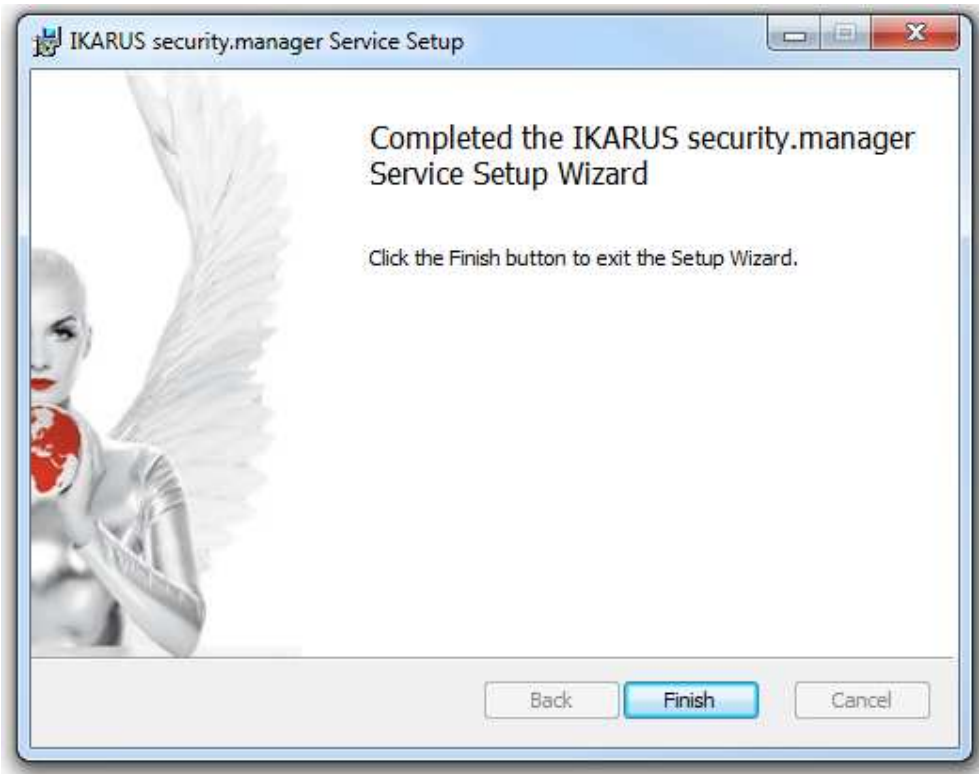 IKARUS security.manager Service Setup
Completed the IKARUS security.manager
Service Setup Wizard
Click the Finish button to exit the Setup Wizard.
Back
Finish
Cancel